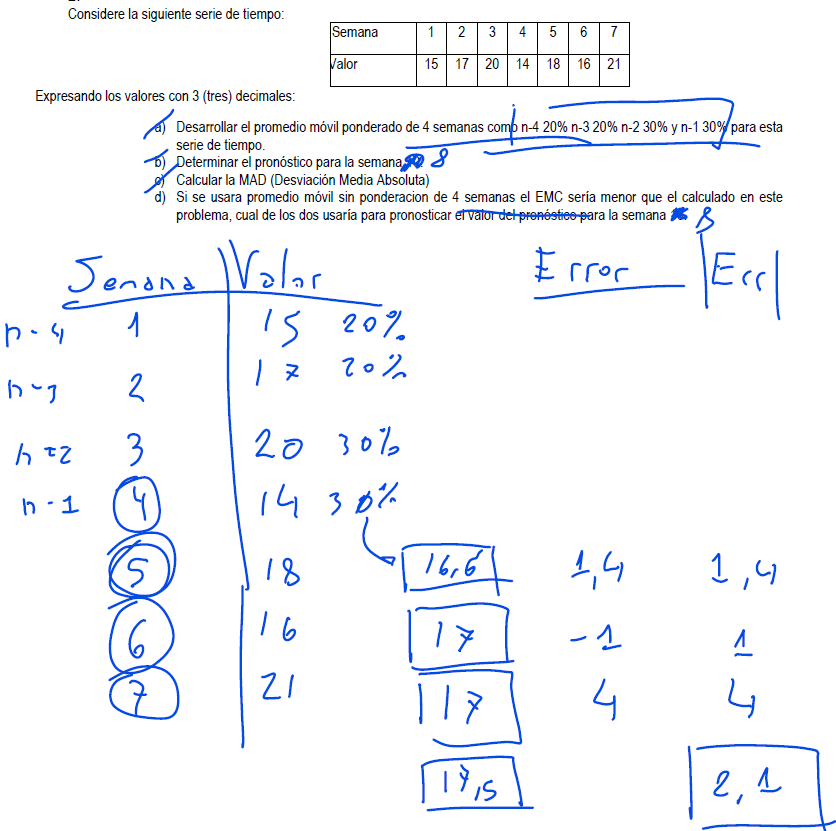 Considere la siguiente serie de tiempo:
Semana 1 2 3 4 5 6 7
Valor 15 17 20 14 18 16 21
Expresando los valores con 3 (tres) decimales:
a) Desarrollar el promedio móvil ponderado de 4 semanas como n-4 20% n-3 20% n-2 30% y n-1 30% para esta
serie de tiempo.
b) Determinar el pronóstico para la semana 8
c) Calcular la MAD (Desviación Media Absoluta)
d) Si se usara promedio móvil sin ponderacion de 4 semanas el EMC sería menor que el calculado en este
problema, cual de los dos usaría para pronosticar el valor del pronóstico para la semana 8
Semana Valor Error |Err|
n-4 1 15 20%
n-3 2 17 20%
n-2 3 20 30%
n-1 4 14 30%
5 18 16,6 1,4 1,4
6 16 17 -1 1
7 21 17 4 4
17,5 2,1